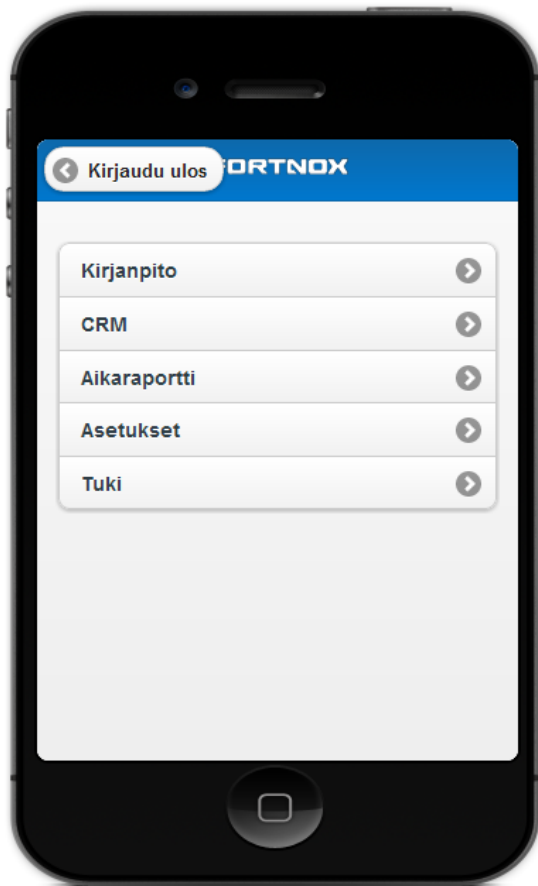 Kirjaudu ulos FORTNOX
Kirjanpito
CRM
Aikaraportti
Asetukset
Tuki